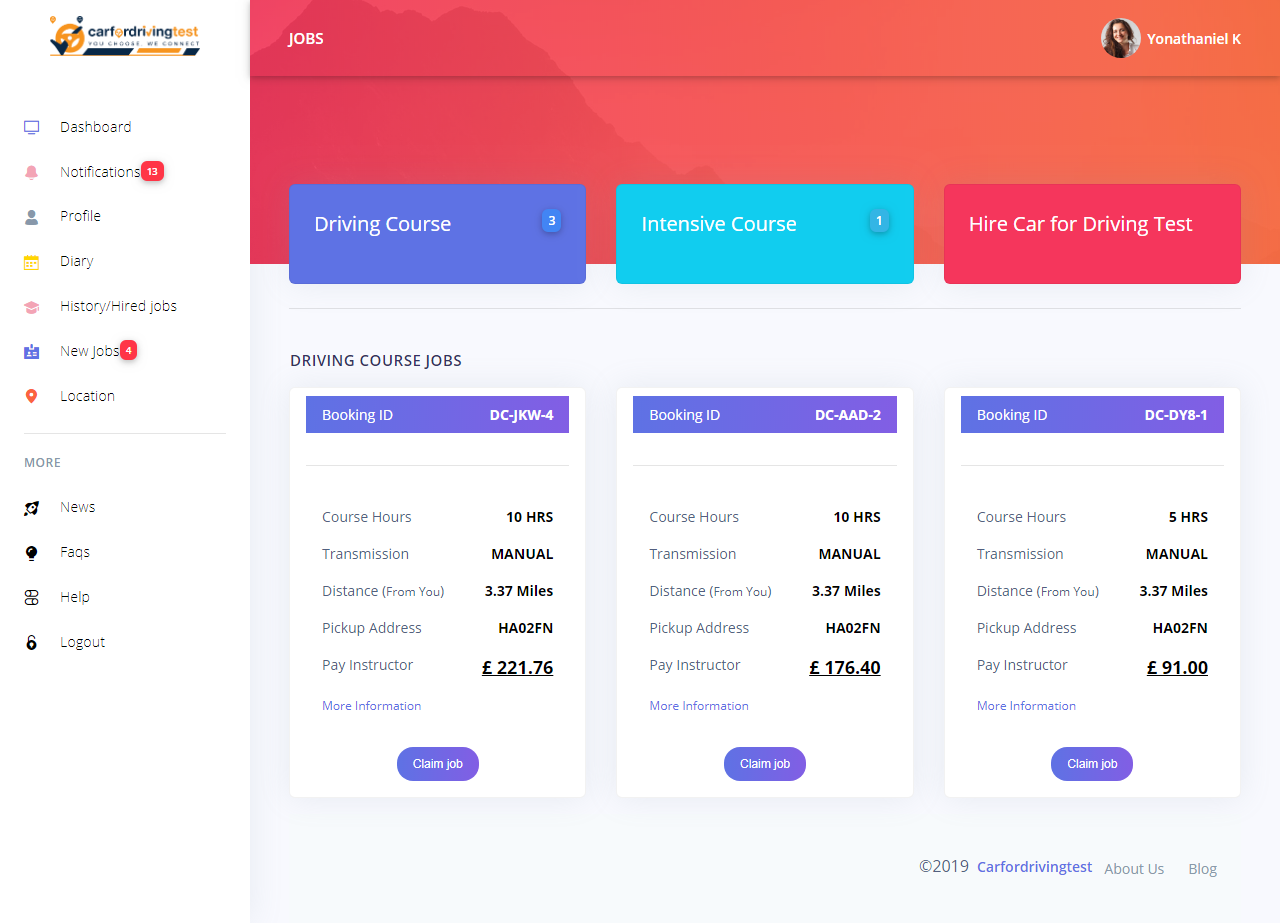 carfordrivingtest
YOU CHOOSE, WE CONNECT
JOBS
Yonathaniel K
Dashboard
Notifications 13
Profile
Diary
History/Hired jobs
New Jobs 4
Location
MORE
News
Faqs
Help
Logout
Driving Course 3
Intensive Course 1
Hire Car for Driving Test
DRIVING COURSE JOBS
Booking ID DC-JKW-4
Course Hours 10 HRS
Transmission MANUAL
Distance (From You) 3.37 Miles
Pickup Address HA02FN
Pay Instructor £ 221.76
More Information
Claim job
Booking ID DC-AAD-2
Course Hours 10 HRS
Transmission MANUAL
Distance (From You) 3.37 Miles
Pickup Address HA02FN
Pay Instructor £ 176.40
More Information
Claim job
Booking ID DC-DY8-1
Course Hours 5 HRS
Transmission MANUAL
Distance (From You) 3.37 Miles
Pickup Address HA02FN
Pay Instructor £ 91.00
More Information
Claim job
©2019 Carfordrivingtest About Us Blog